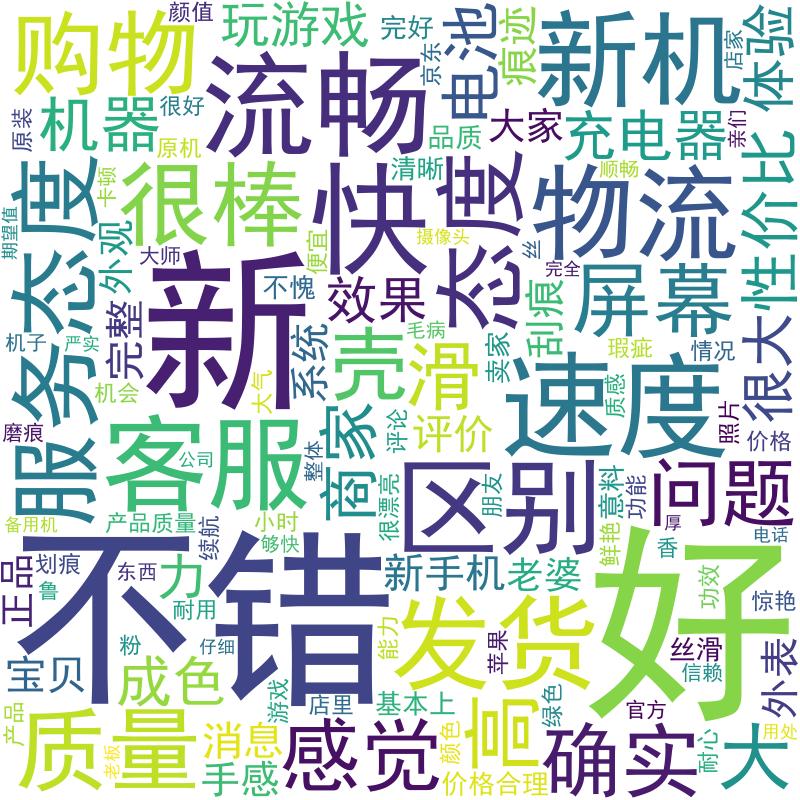 购物
颜值
玩游戏
完好
京东
电池
痕迹
新机
店家
体验
原装
机器
很好
原机
流畅
品质
大家
充电器
亲们
服务态度
期望值
卡顿
外观
很棒
大师
清晰
便宜
快
态度
摄像头
丝
完全
物流
顺畅
性价比
机子
严实
完整
新
不愧
效果
系统
壳
毛病
滑
卖家
刮痕
屏幕
瑕疵
情况
很大
机会
大气
磨痕
客服
公司
商家
整体
评论
评价
速度
质感
照片
价格
备用机
产品质量
续航
小时
够快
很漂亮
区别
朋友
意料
功能
问题
鲜艳
厚
香
电话
正品
划痕
鲁
不错
东西
力
耐用
新手机
老婆
好
功效
惊艳
宝贝
粉
成色
仔细
能力
发货
苹果
丝滑
信赖
外表
产品
质量
老板
消息
手感
游戏
店里
感觉
基本上
颜色
价格合理
高
绿色
确实
官方
耐心
大
用处